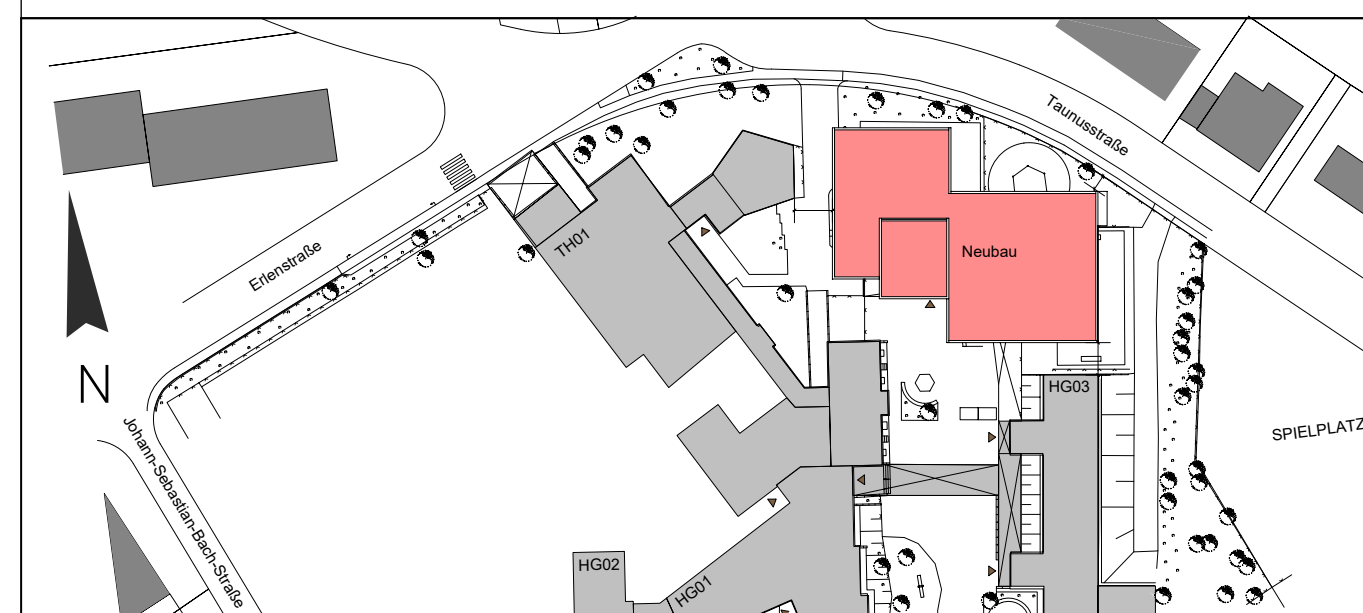 Taunusstraße
Erlenstraße
TH01
Neubau
N
HG03
Johann-Sebastian-Bach-Straße
SPIELPLATZ
HG02
HG01